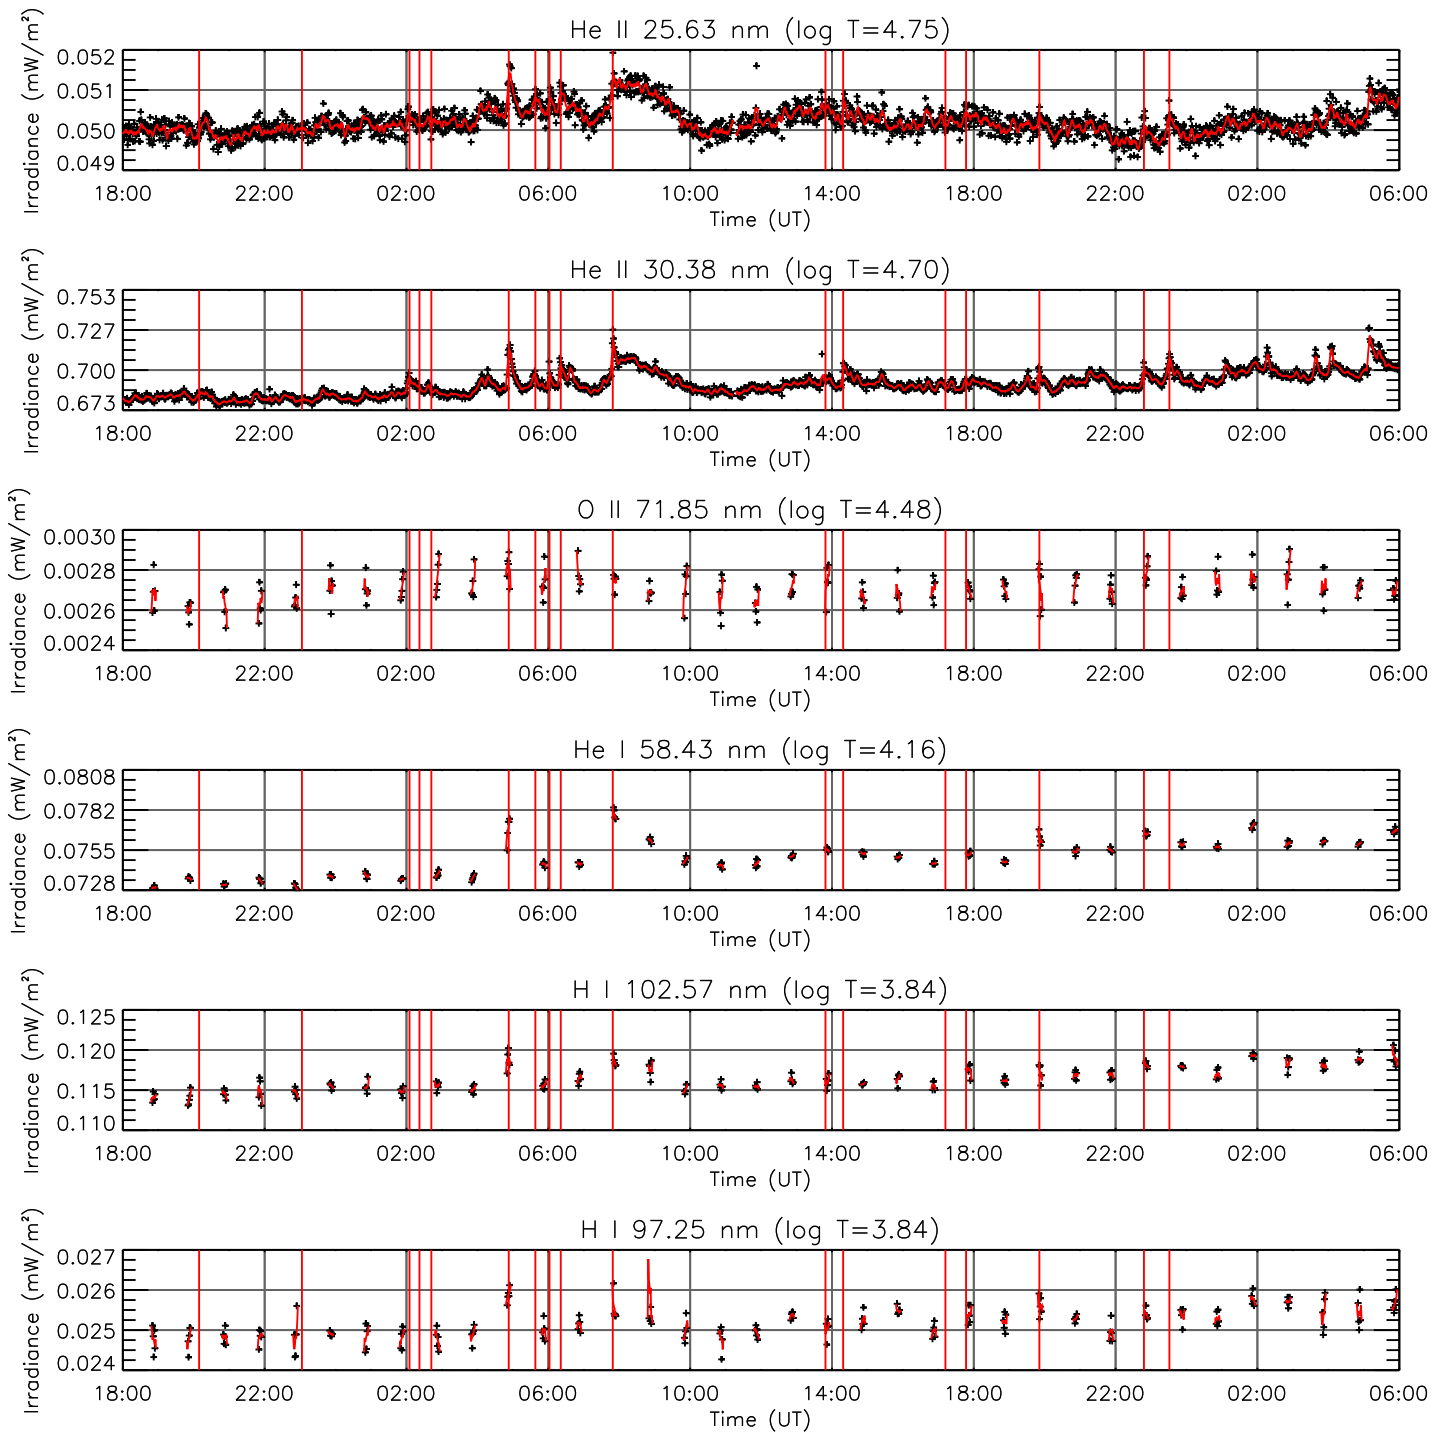 He II 25.63 nm (log T=4.75)
Irradiance (mW/m²)
0.052
0.051
0.050
0.049
18:00 22:00 02:00 06:00 10:00 14:00 18:00 22:00 02:00 06:00
Time (UT)
He II 30.38 nm (log T=4.70)
Irradiance (mW/m²)
0.753
0.727
0.700
0.673
18:00 22:00 02:00 06:00 10:00 14:00 18:00 22:00 02:00 06:00
Time (UT)
O II 71.85 nm (log T=4.48)
Irradiance (mW/m²)
0.0030
0.0028
0.0026
0.0024
18:00 22:00 02:00 06:00 10:00 14:00 18:00 22:00 02:00 06:00
Time (UT)
He I 58.43 nm (log T=4.16)
Irradiance (mW/m²)
0.0808
0.0782
0.0755
0.0728
18:00 22:00 02:00 06:00 10:00 14:00 18:00 22:00 02:00 06:00
Time (UT)
H I 102.57 nm (log T=3.84)
Irradiance (mW/m²)
0.125
0.120
0.115
0.110
18:00 22:00 02:00 06:00 10:00 14:00 18:00 22:00 02:00 06:00
Time (UT)
H I 97.25 nm (log T=3.84)
Irradiance (mW/m²)
0.027
0.026
0.025
0.024
18:00 22:00 02:00 06:00 10:00 14:00 18:00 22:00 02:00 06:00
Time (UT)